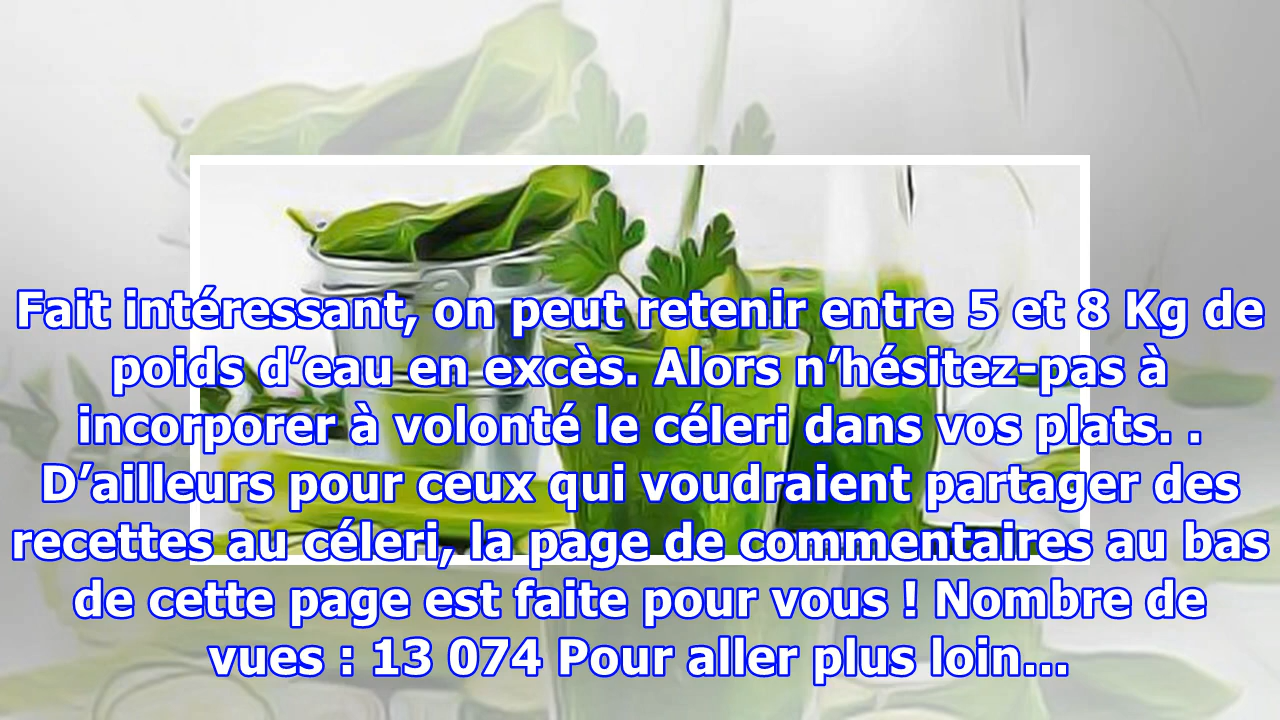 Fait intéressant, on peut retenir entre 5 et 8 Kg de
poids d’eau en excès. Alors n’hésitez-pas à
incorporer à volonté le céleri dans vos plats. .
D’ailleurs pour ceux qui voudraient partager des
recettes au céleri, la page de commentaires au bas
de cette page est faite pour vous ! Nombre de
vues : 13 074 Pour aller plus loin...